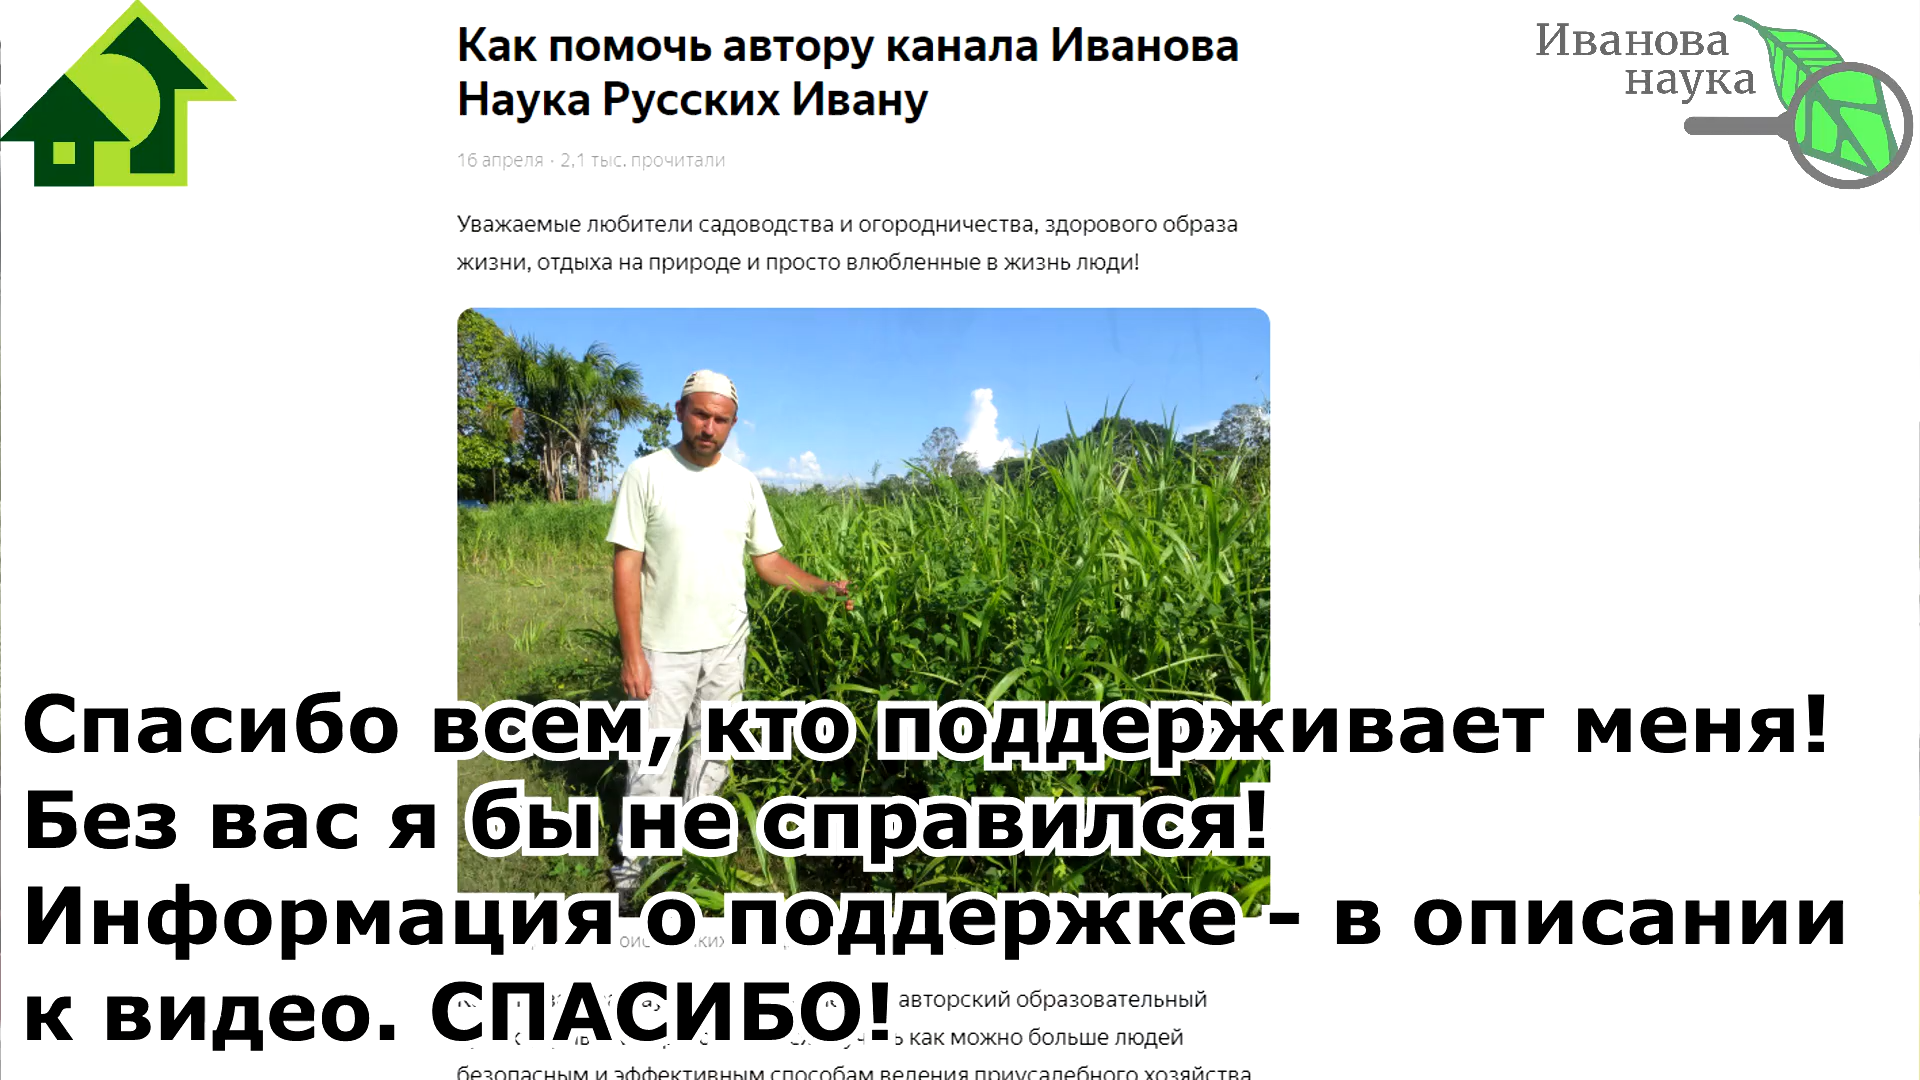 Как помочь автору канала Иванова
Наука Русских Ивану
Иванова
наука
16 апреля · 2,1 тыс. прочитали
Уважаемые любители садоводства и огородничества, здорового образа
жизни, отдыха на природе и просто влюбленные в жизнь люди!
Спасибо всем, кто поддерживает меня!
Без вас я бы не справился!
Информация о поддержке - в описании
к видео. СПАСИБО!
авторский образовательный
как можно больше людей
безопасным и эффективным способам ведения приусадебного хозяйства